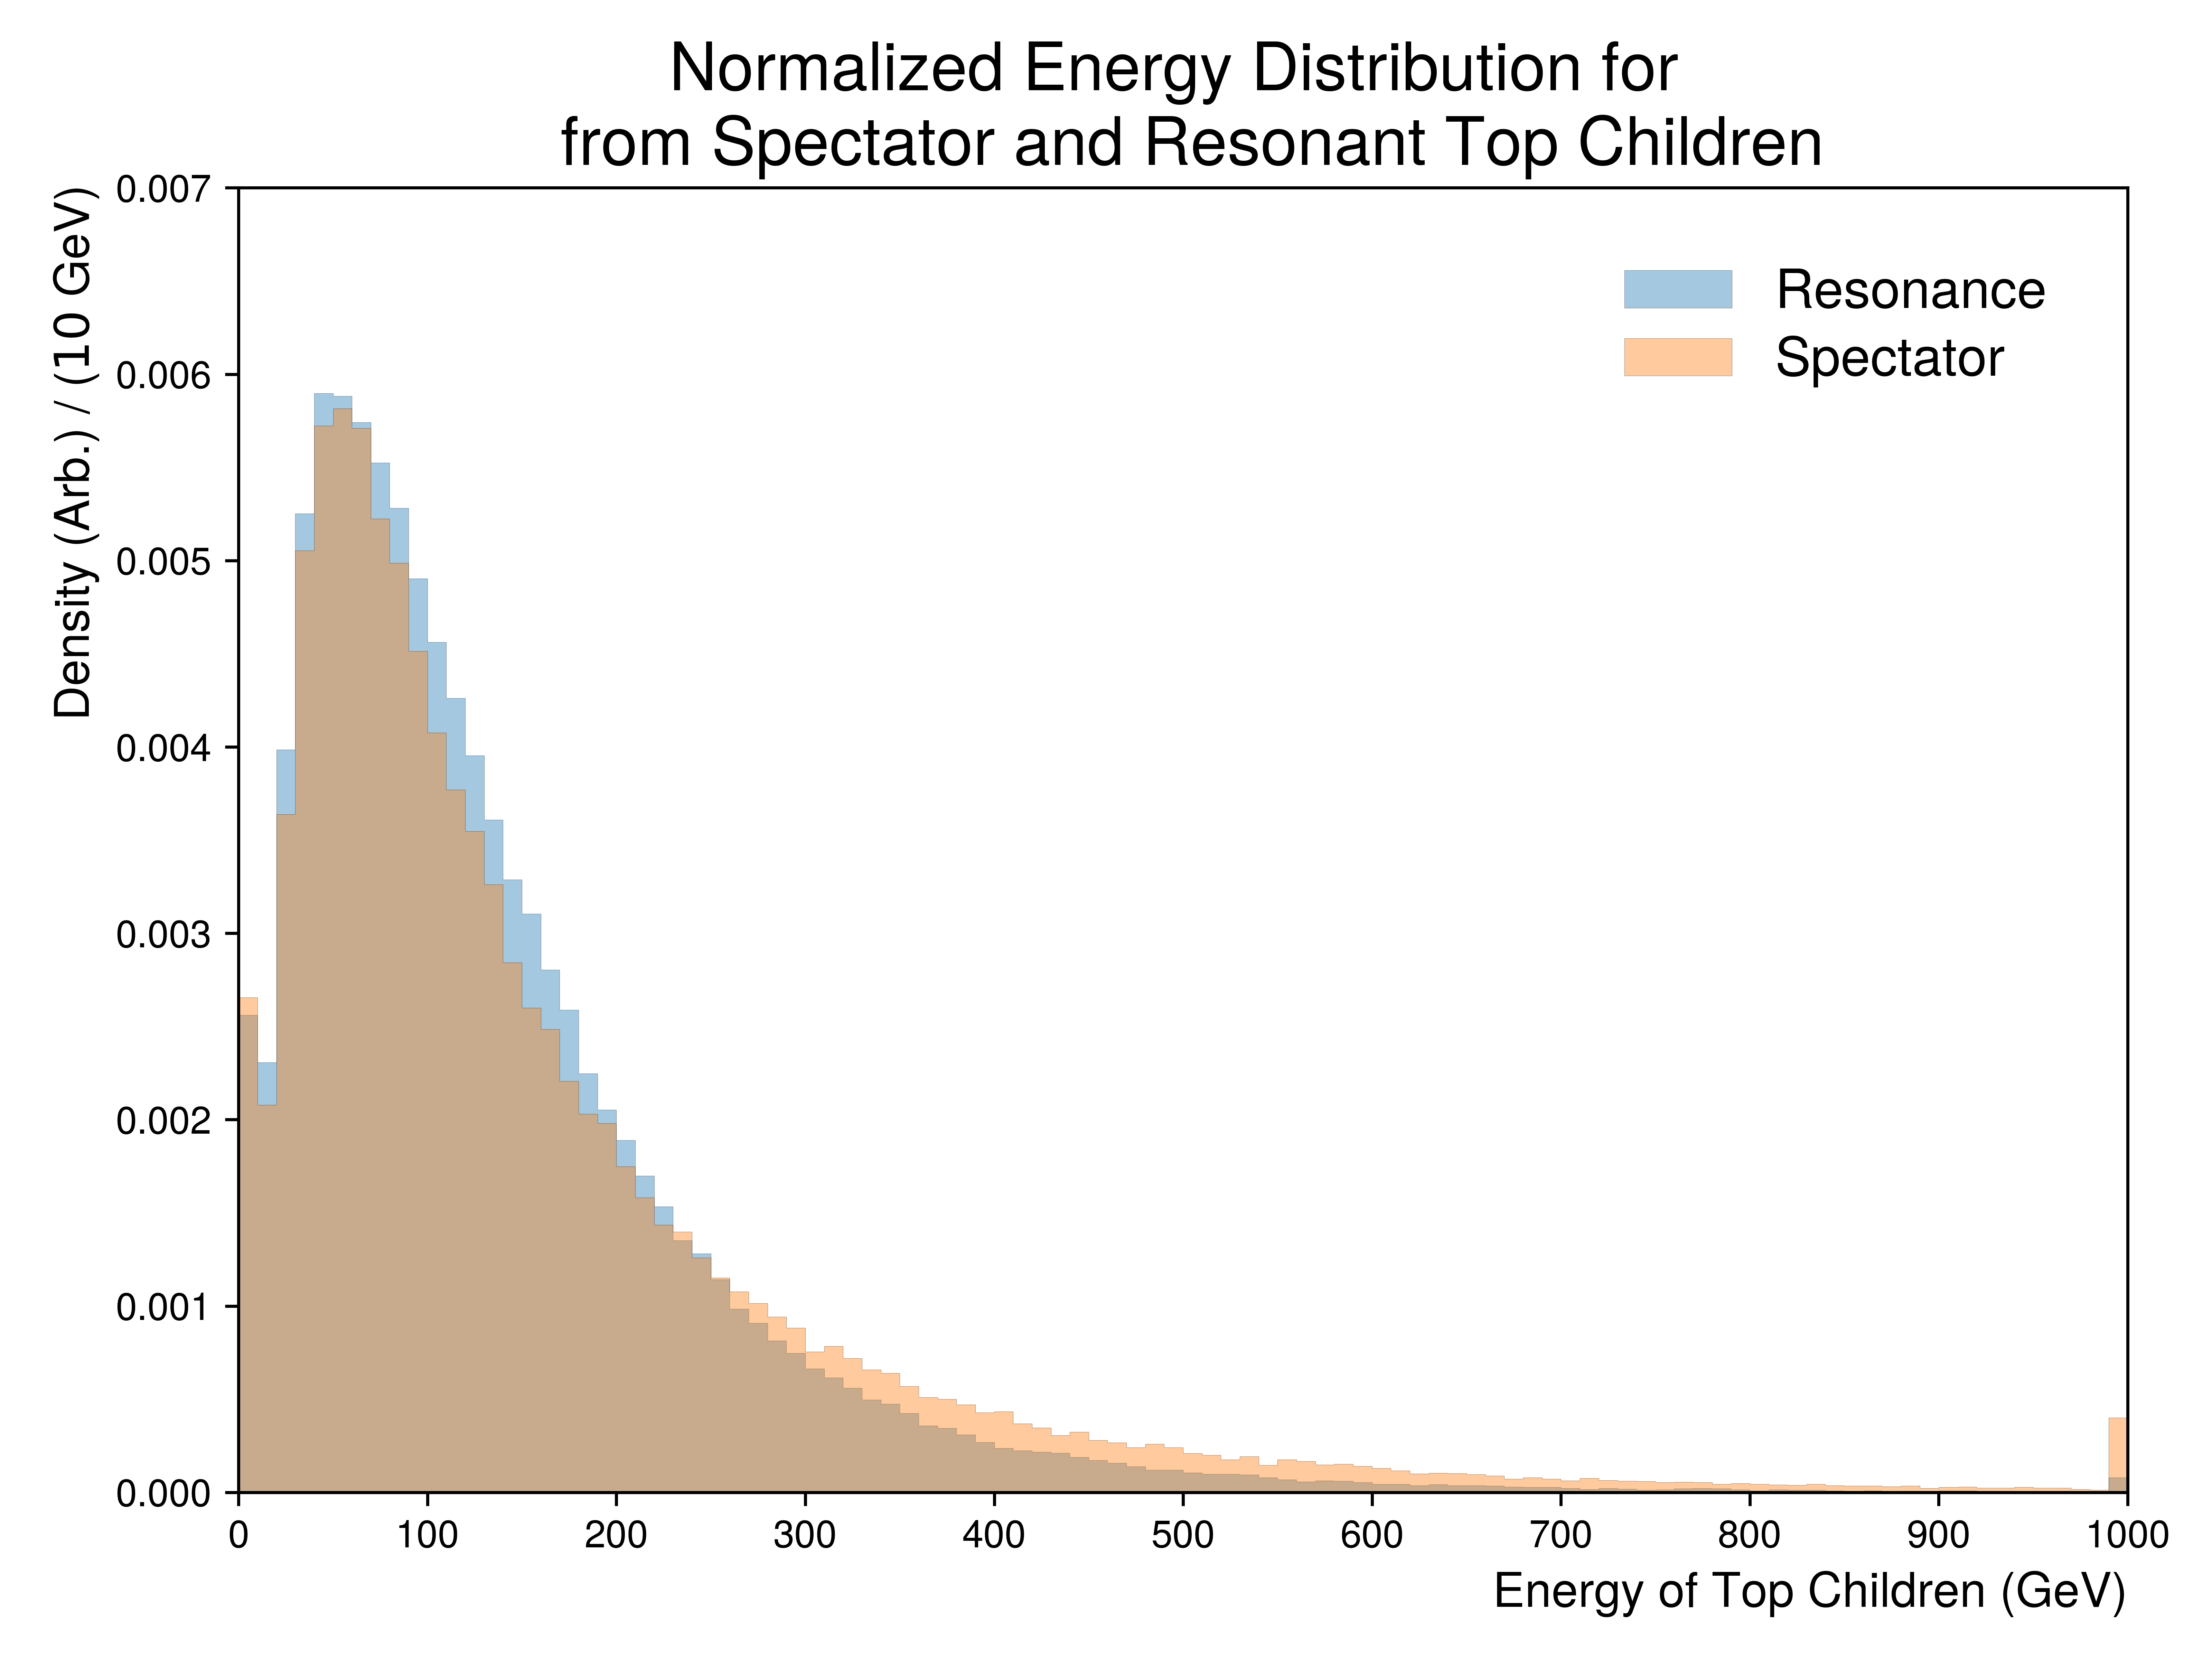 Normalized Energy Distribution for
from Spectator and Resonant Top Children
Density (Arb.) / (10 GeV)
0.007
0.006
0.005
0.004
0.003
0.002
0.001
0.000
Resonance
Spectator
0 100 200 300 400 500 600 700 800 900 1000
Energy of Top Children (GeV)